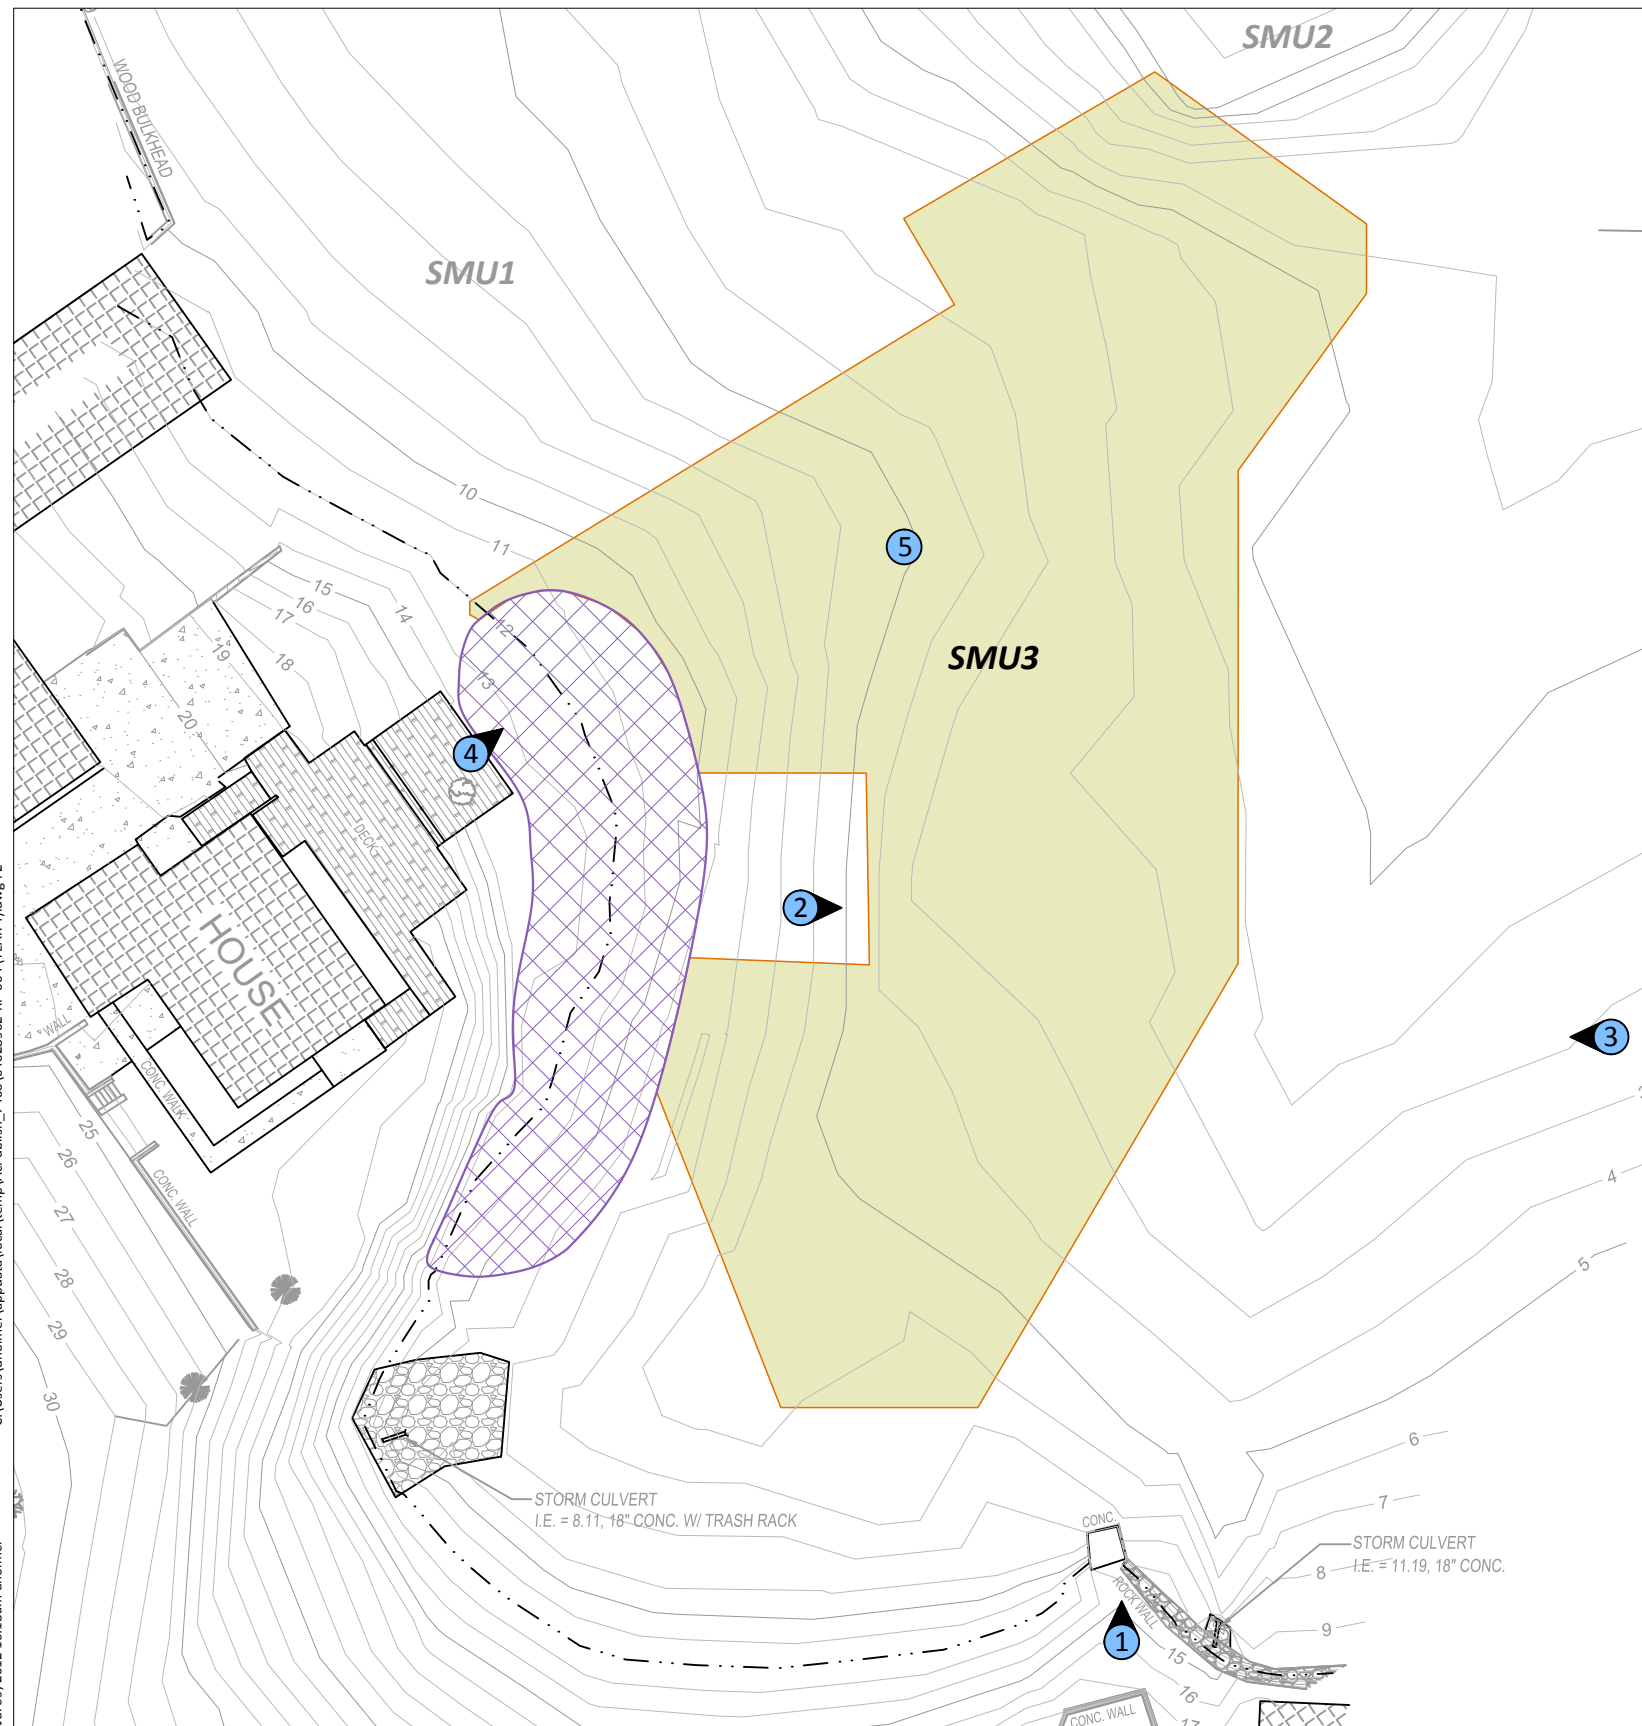 SMU2
WOOD BULKHEAD
SMU1
10
11
5
15
16
17
14
12
19
18
SMU3
13
20
4
DECK
2
HOUSE
WALL
3
CONC. WALK
25
26
CONC. WALL
27
4
28
5
29
30
6
7
STORM CULVERT
I.E. = 8.11, 18" CONC. W/ TRASH RACK
CONC.
STORM CULVERT
I.E. = 11.19, 18" CONC.
8
ROCK WALL
9
1
15
16
CONC. WALL
17